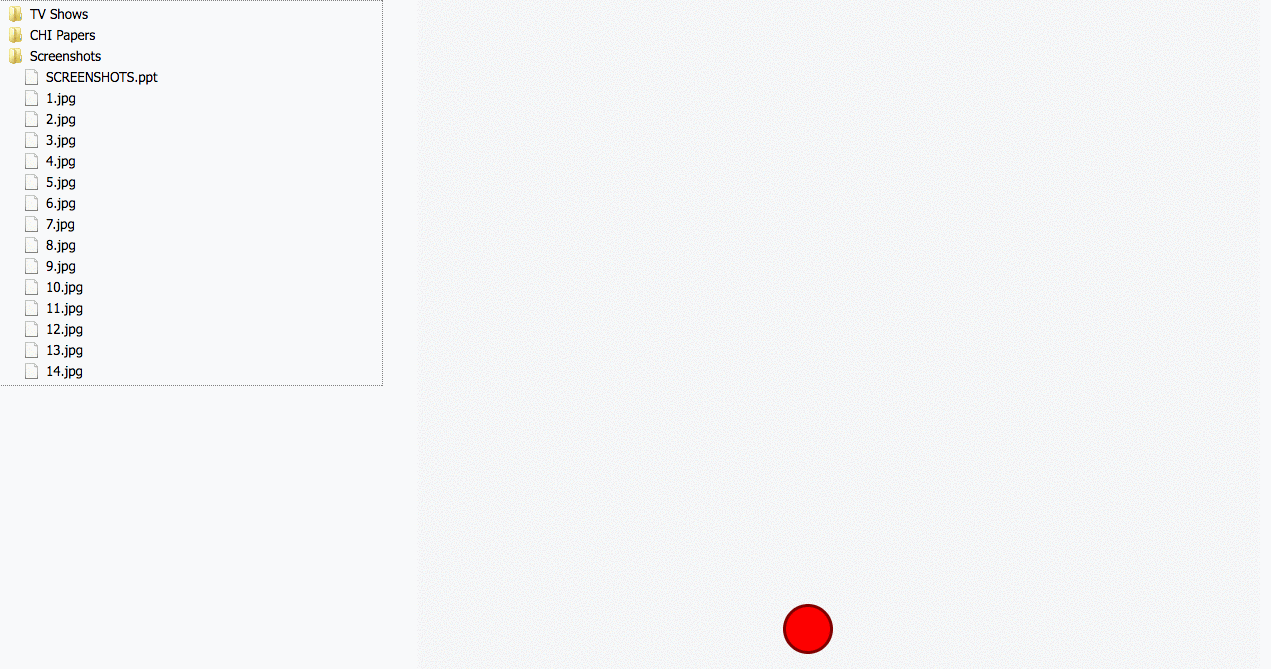 TV Shows
CHI Papers
Screenshots
SCREENSHOTS.ppt
1.jpg
2.jpg
3.jpg
4.jpg
5.jpg
6.jpg
7.jpg
8.jpg
9.jpg
10.jpg
11.jpg
12.jpg
13.jpg
14.jpg